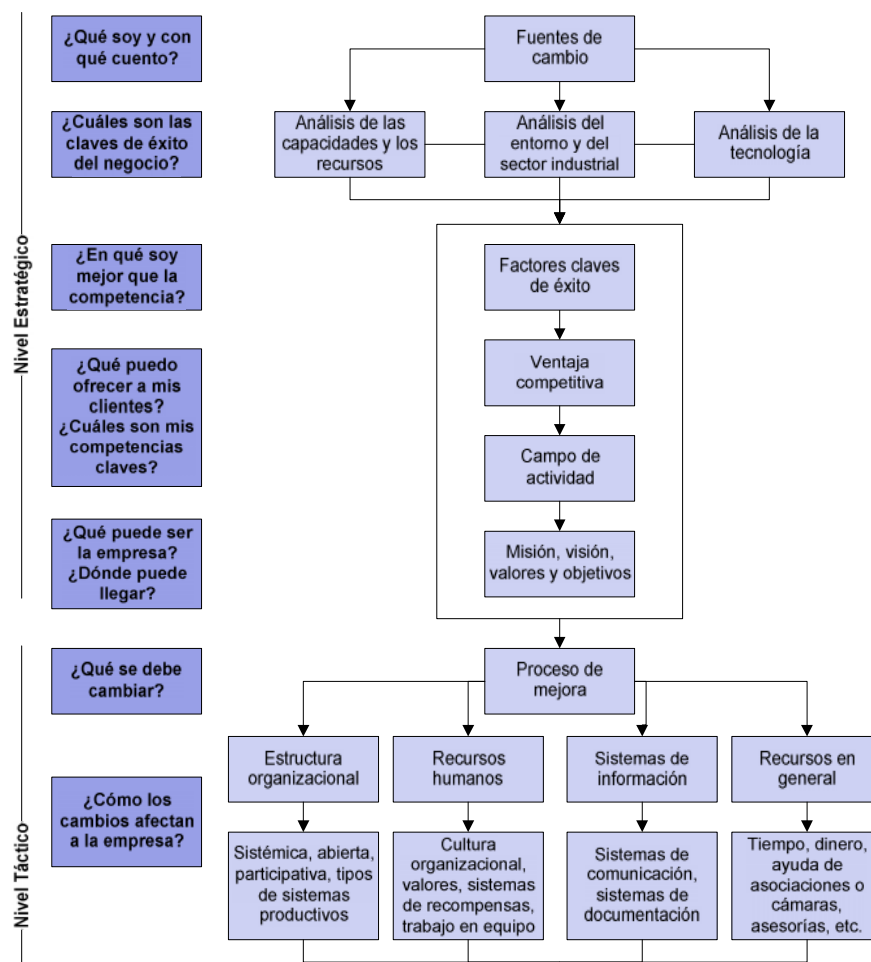 ¿Qué soy y con
qué cuento?
Fuentes de
cambio
¿Cuáles son las
claves de éxito
del negocio?
Análisis de las
capacidades y los
recursos
Análisis del
entorno y del
sector industrial
Análisis de la
tecnología
Nivel Estratégico
¿En qué soy
mejor que la
competencia?
Factores claves
de éxito
¿Qué puedo
ofrecer a mis
clientes?
¿Cuáles son mis
competencias
claves?
Ventaja
competitiva
Campo de
actividad
¿Qué puede ser
la empresa?
¿Dónde puede
llegar?
Misión, visión,
valores y objetivos
Nivel Táctico
¿Qué se debe
cambiar?
Proceso de
mejora
¿Cómo los
cambios afectan
a la empresa?
Estructura
organizacional
Recursos
humanos
Sistemas de
información
Recursos en
general
Sistémica, abierta,
participativa, tipos
de sistemas
productivos
Cultura
organizacional,
valores, sistemas
de recompensas,
trabajo en equipo
Sistemas de
comunicación,
sistemas de
documentación
Tiempo, dinero,
ayuda de
asociaciones o
cámaras,
asesorías, etc.